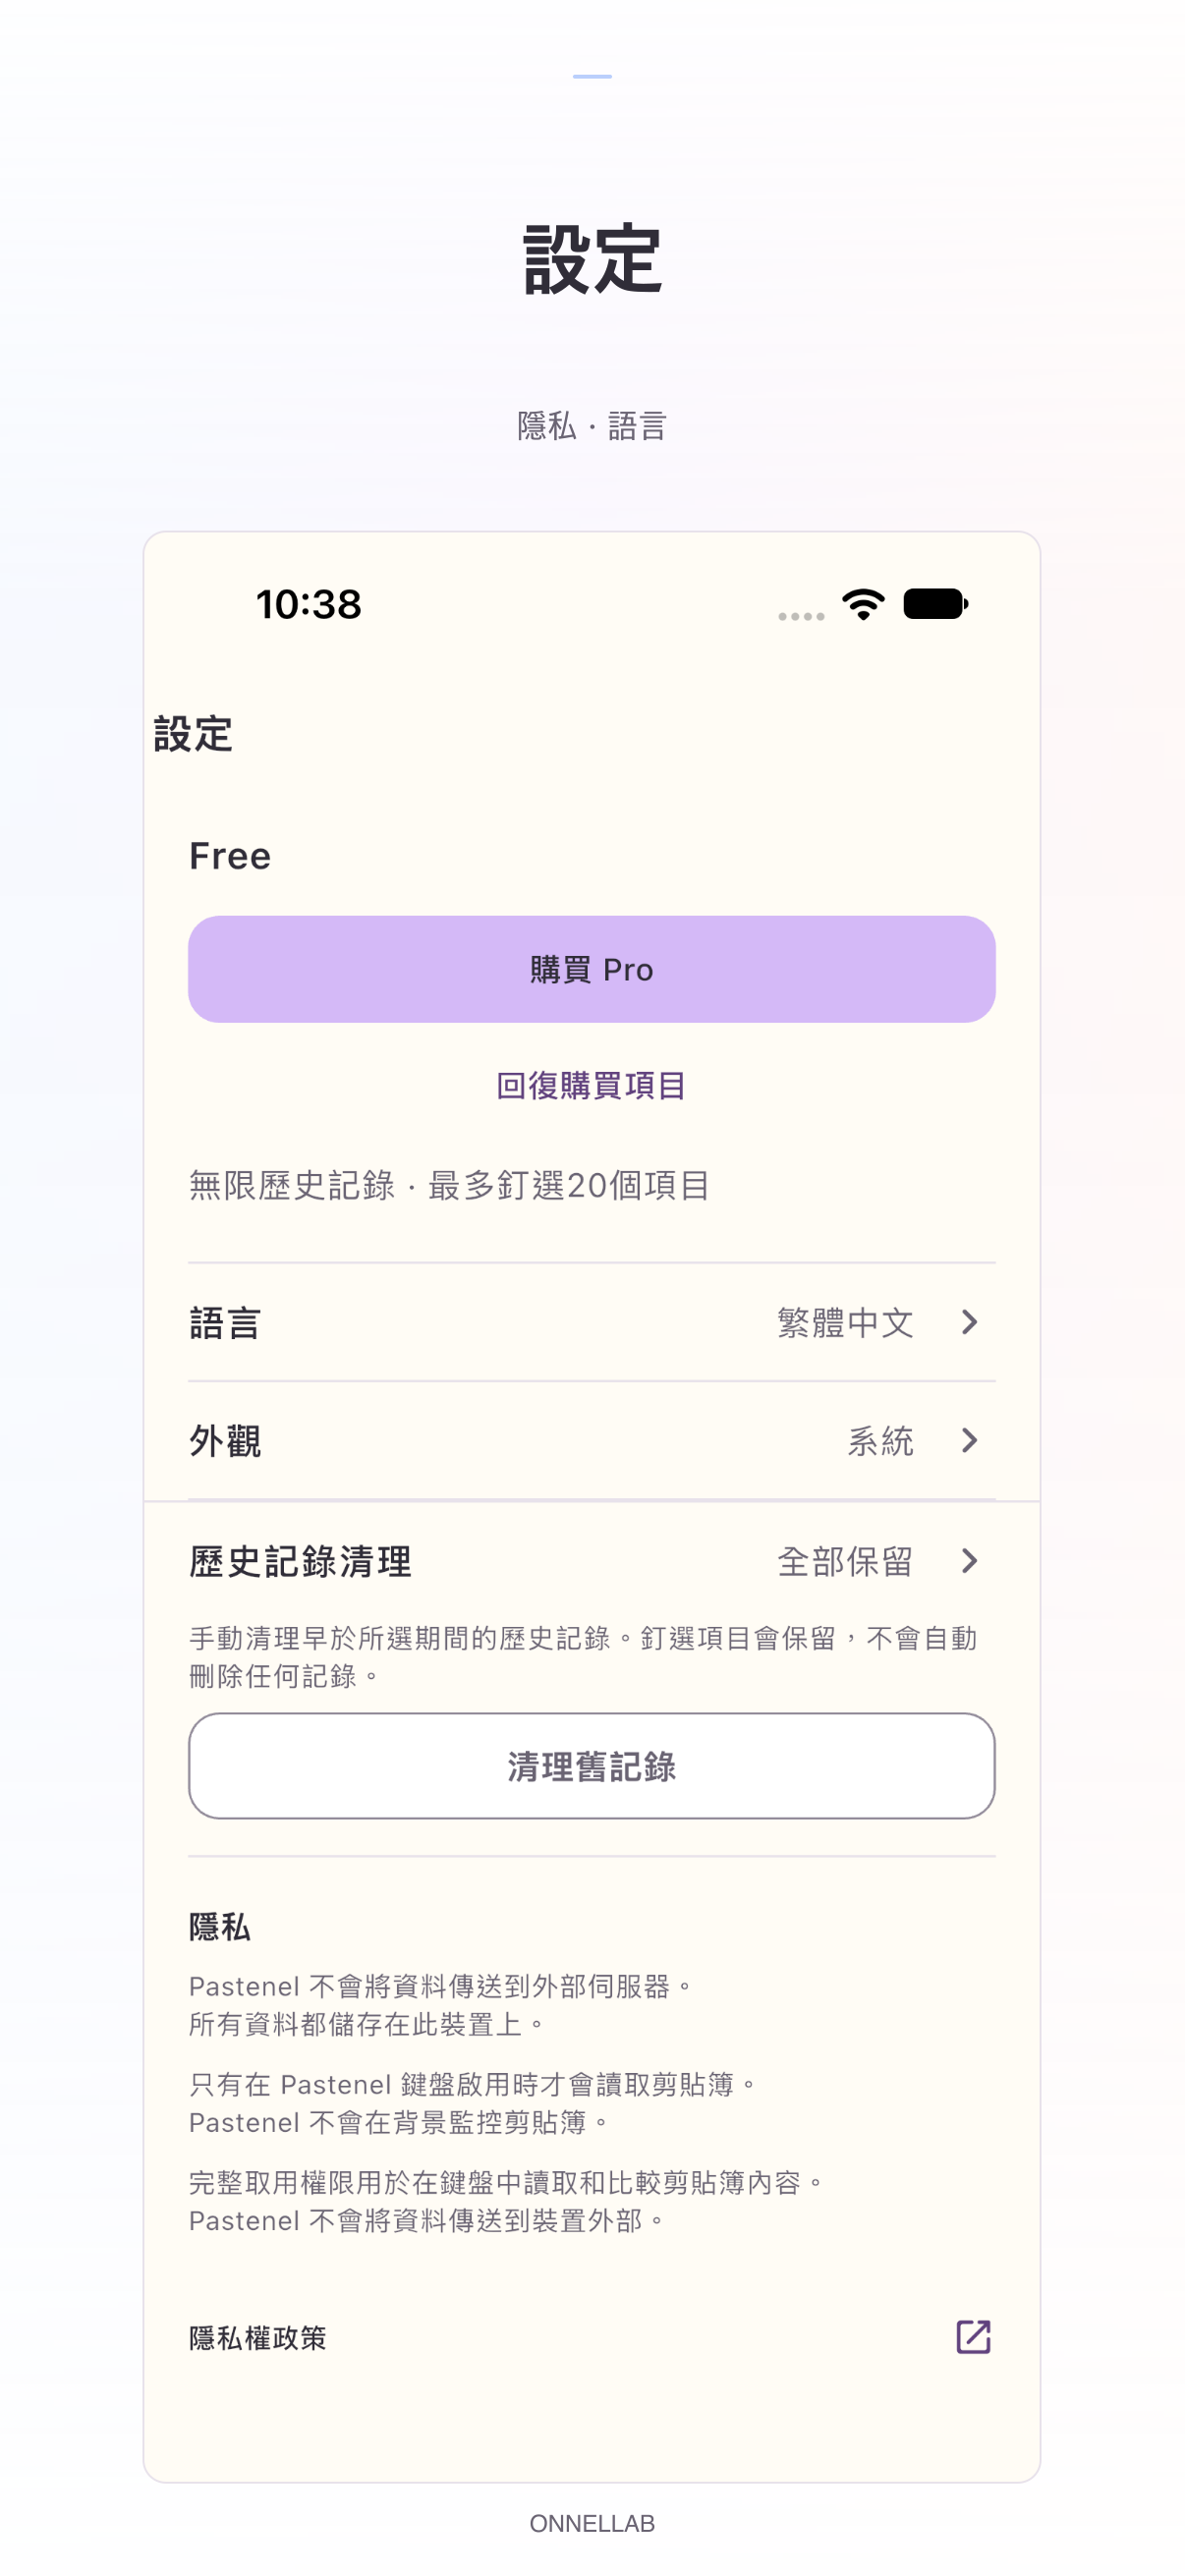 設定
隱私 · 語言
10:38
設定
Free
購買 Pro
回復購買項目
無限歷史記錄 · 最多釘選20個項目
語言 繁體中文
外觀 系統
歷史記錄清理 全部保留
手動清理早於所選期間的歷史記錄。釘選項目會保留，不會自動
刪除任何記錄。
清理舊記錄
隱私
Pastenel 不會將資料傳送到外部伺服器。
所有資料都儲存在此裝置上。
只有在 Pastenel 鍵盤啟用時才會讀取剪貼簿。
Pastenel 不會在背景監控剪貼簿。
完整取用權限用於在鍵盤中讀取和比較剪貼簿內容。
Pastenel 不會將資料傳送到裝置外部。
隱私權政策
ONNELLAB